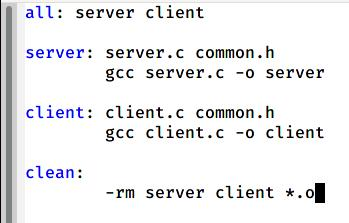 all: server client

server: server.c common.h
        gcc server.c -o server

client: client.c common.h
        gcc client.c -o client

clean:
        -rm server client *.o